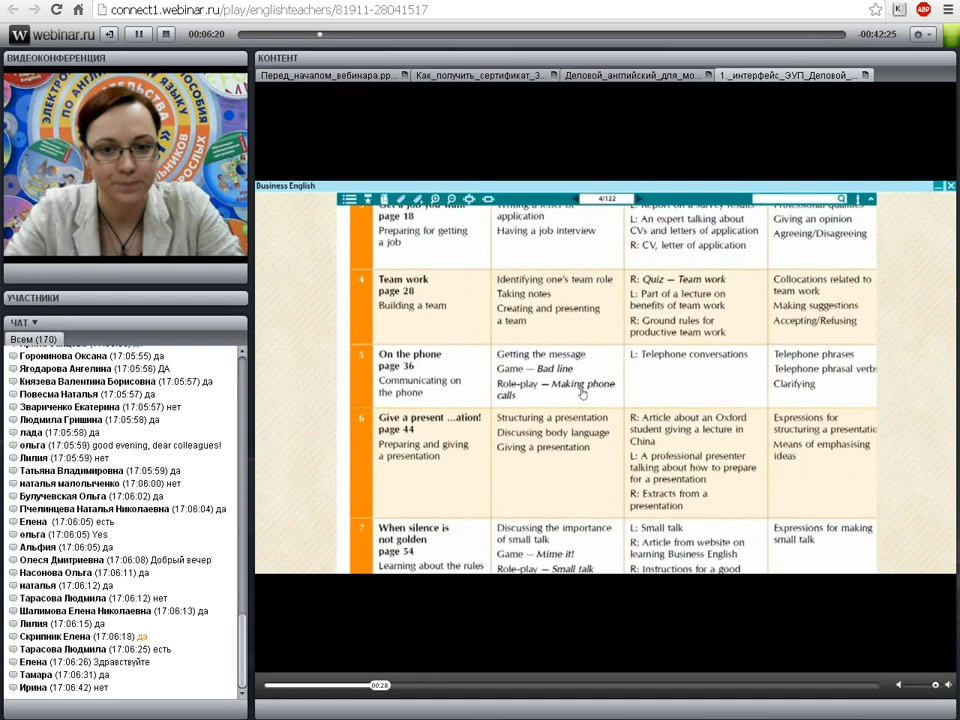 connect1.webinar.ru/play/englishteachers/81911-28041517
webinar.ru
00:06:20
-00:42:25
ВИДЕОКОНФЕРЕНЦИЯ
КОНТЕНТ
Перед_началом_вебинара.pp...
Как_получить_сертификат_3...
Деловой_английский_для_мо...
1._интерфейс_ЭУП_Деловой_...
ПОСОБИЯ
ПО АНГЛИЙСКОМУ ЯЗЫКУ
Business English
4/122
page 18
Preparing for getting
a job
application
Having a job interview
L: An expert talking about
CVs and letters of application
R: CV, letter of application
Giving an opinion
Agreeing/Disagreeing
4
Team work
page 28
Building a team
Identifying one's team role
Taking notes
Creating and presenting
a team
R: Quiz – Team work
L: Part of a lecture on
benefits of team work
R: Ground rules for
productive team work
Collocations related to
team work
Making suggestions
Accepting/Refusing
5
On the phone
page 36
Communicating on
the phone
Getting the message
Game – Bad line
Role-play – Making phone
calls
L: Telephone conversations
Telephone phrases
Telephone phrasal verbs
Clarifying
6
Give a present ...ation!
page 44
Preparing and giving
a presentation
Structuring a presentation
Discussing body language
Giving a presentation
R: Article about an Oxford
student giving a lecture in
China
L: A professional presenter
talking about how to prepare
for a presentation
R: Extracts from a
presentation
Expressions for
structuring a presentatic
Means of emphasising
ideas
7
When silence is
not golden
page 54
Learning about the rules
Discussing the importance
of small talk
Game – Mime it!
Role-play – Small talk
L: Small talk
R: Article from website on
learning Business English
R: Instructions for a good
Expressions for making
small talk
00:28
УЧАСТНИКИ
ЧАТ
Всем (170)
Горонинова Оксана (17:05:55) да
Ягодарова Ангелина (17:05:56) ДА
Князева Валентина Борисовна (17:05:57) да
Повесма Наталья (17:05:57) да
Звариченко Екатерина (17:05:57) нет
Людмила Гришина (17:05:58) да
лада (17:05:58) да
ольга (17:05:59) good evening, dear colleagues!
Лилия (17:05:59) нет
Татьяна Владимировна (17:05:59) да
наталья малолыченко (17:06:00) нет
Булучевская Ольга (17:06:02) да
Пчелинцева Наталья Николаевна (17:06:04) да
Елена (17:06:05) есть
ольга (17:06:05) Yes
Альфия (17:06:05) да
Олеся Дмитриевна (17:06:08) Добрый вечер
Насонова Ольга (17:06:11) да
наталья (17:06:12) да
Тарасова Людмила (17:06:12) нет
Шалимова Елена Николаевна (17:06:13) да
Лилия (17:06:15) да
Скрипник Елена (17:06:18) да
Тарасова Людмила (17:06:25) есть
Елена (17:06:26) Здравствуйте
Тамара (17:06:31) да
Ирина (17:06:42) нет